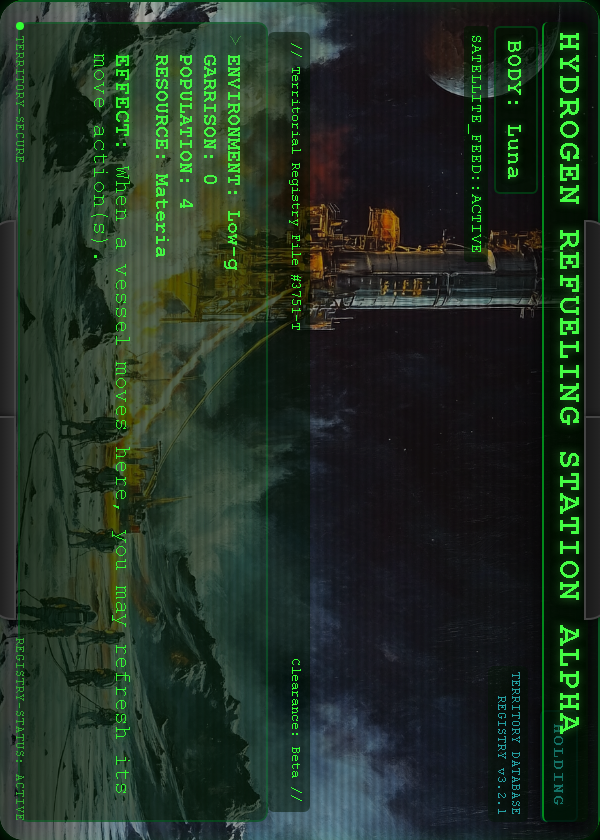 HYDROGEN REFUELING STATION ALPHA
HOLDING
BODY: Luna
TERRITORY DATABASE
REGISTRY v3.2.1
SATELLITE_FEED::ACTIVE
// Territorial Registry File #3751-T
Clearance: Beta //
> ENVIRONMENT: Low-g
GARRISON: 0
POPULATION: 4
RESOURCE: Materia
EFFECT: When a vessel moves here, you may refresh its
move action(s).
TERRITORY-SECURE
REGISTRY-STATUS: ACTIVE